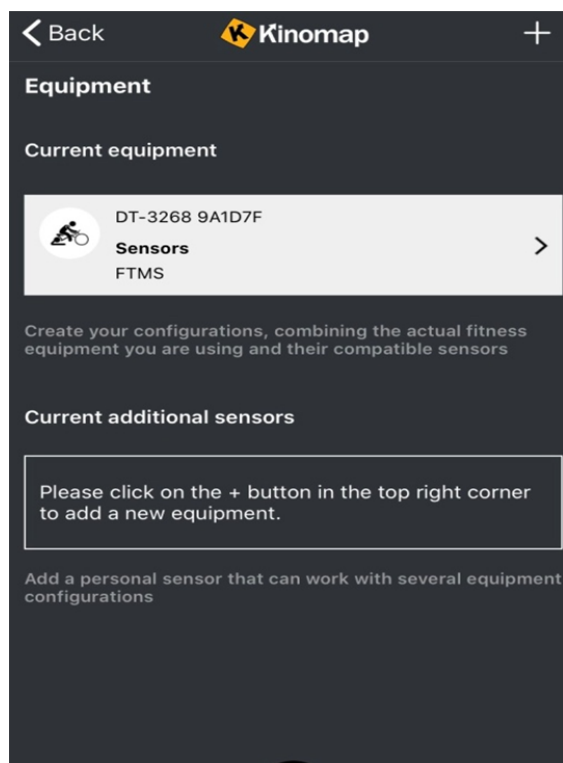 Back
Kinomap
+
Equipment
Current equipment
DT-3268 9A1D7F
Sensors
FTMS
Create your configurations, combining the actual fitness
equipment you are using and their compatible sensors
Current additional sensors
Please click on the + button in the top right corner
to add a new equipment.
Add a personal sensor that can work with several equipment
configurations